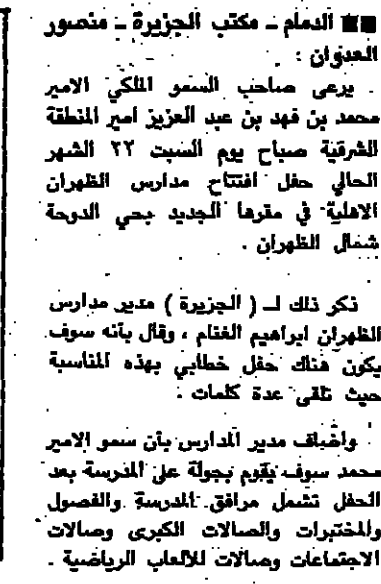 الدمام ـ مكتب الجزيرة ـ منصور
العدوان :
يرعى صاحب السمو الملكي الامير
محمد بن فهد بن عبد العزيز امير المنطقة
الشرقية صباح يوم السبت ٢٢ الشهر
الحالي حفل افتتاح مدارس الظهران
الاهلية في مقرها الجديد بحي الدوحة
شمال الظهران .
ذكر ذلك لــ ( الجزيرة ) مدير مدارس
الظهران ابراهيم الغنام ، وقال بأنه سوف
يكون هناك حفل خطابي بهذه المناسبة
حيث تلقى عدة كلمات .
واضاف مدير المدارس بأن سمو الامير
محمد سوف يقوم بجولة على المدرسة بعد
الحفل تشمل مرافق المدرسة والفصول
والمختبرات والصالات الكبرى وصالات
الاجتماعات وصالات للألعاب الرياضية .